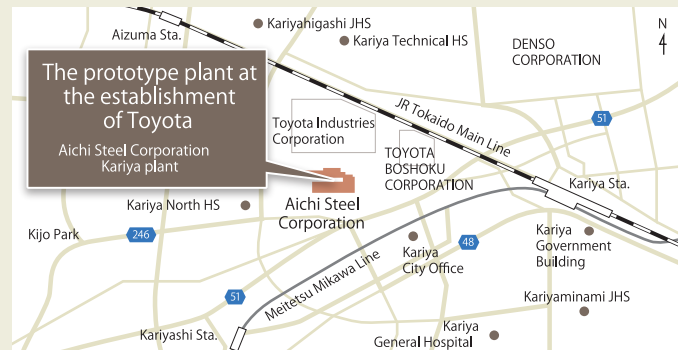 Aizuma Sta.
Kariyahigashi JHS
Kariya Technical HS
DENSO
CORPORATION
N
4
The prototype plant at
the establishment
of Toyota
Aichi Steel Corporation
Kariya plant
Toyota Industries
Corporation
JR Tokaido Main Line
51
TOYOTA
BOSHOKU
CORPORATION
Kariya Sta.
Kariya North HS
Aichi Steel
Corporation
Kijo Park
246
Kariya
City Office
48
Kariya
Government
Building
Meitetsu Mikawa Line
51
Kariyaminami JHS
Kariyashi Sta.
Kariya
General Hospital